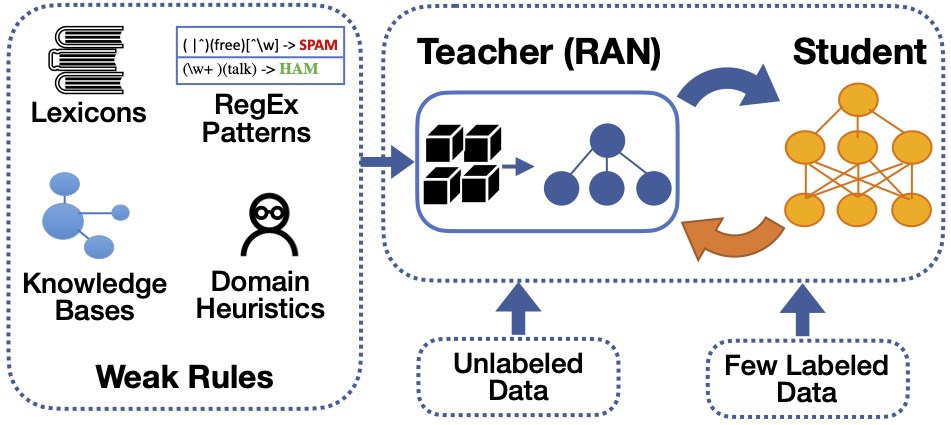 Lexicons
( |^)(free)[^\w] -> SPAM
(\w+ )(talk) -> HAM
RegEx
Patterns
Knowledge
Bases
Domain
Heuristics
Weak Rules
Teacher (RAN)
Student
Unlabeled
Data
Few Labeled
Data